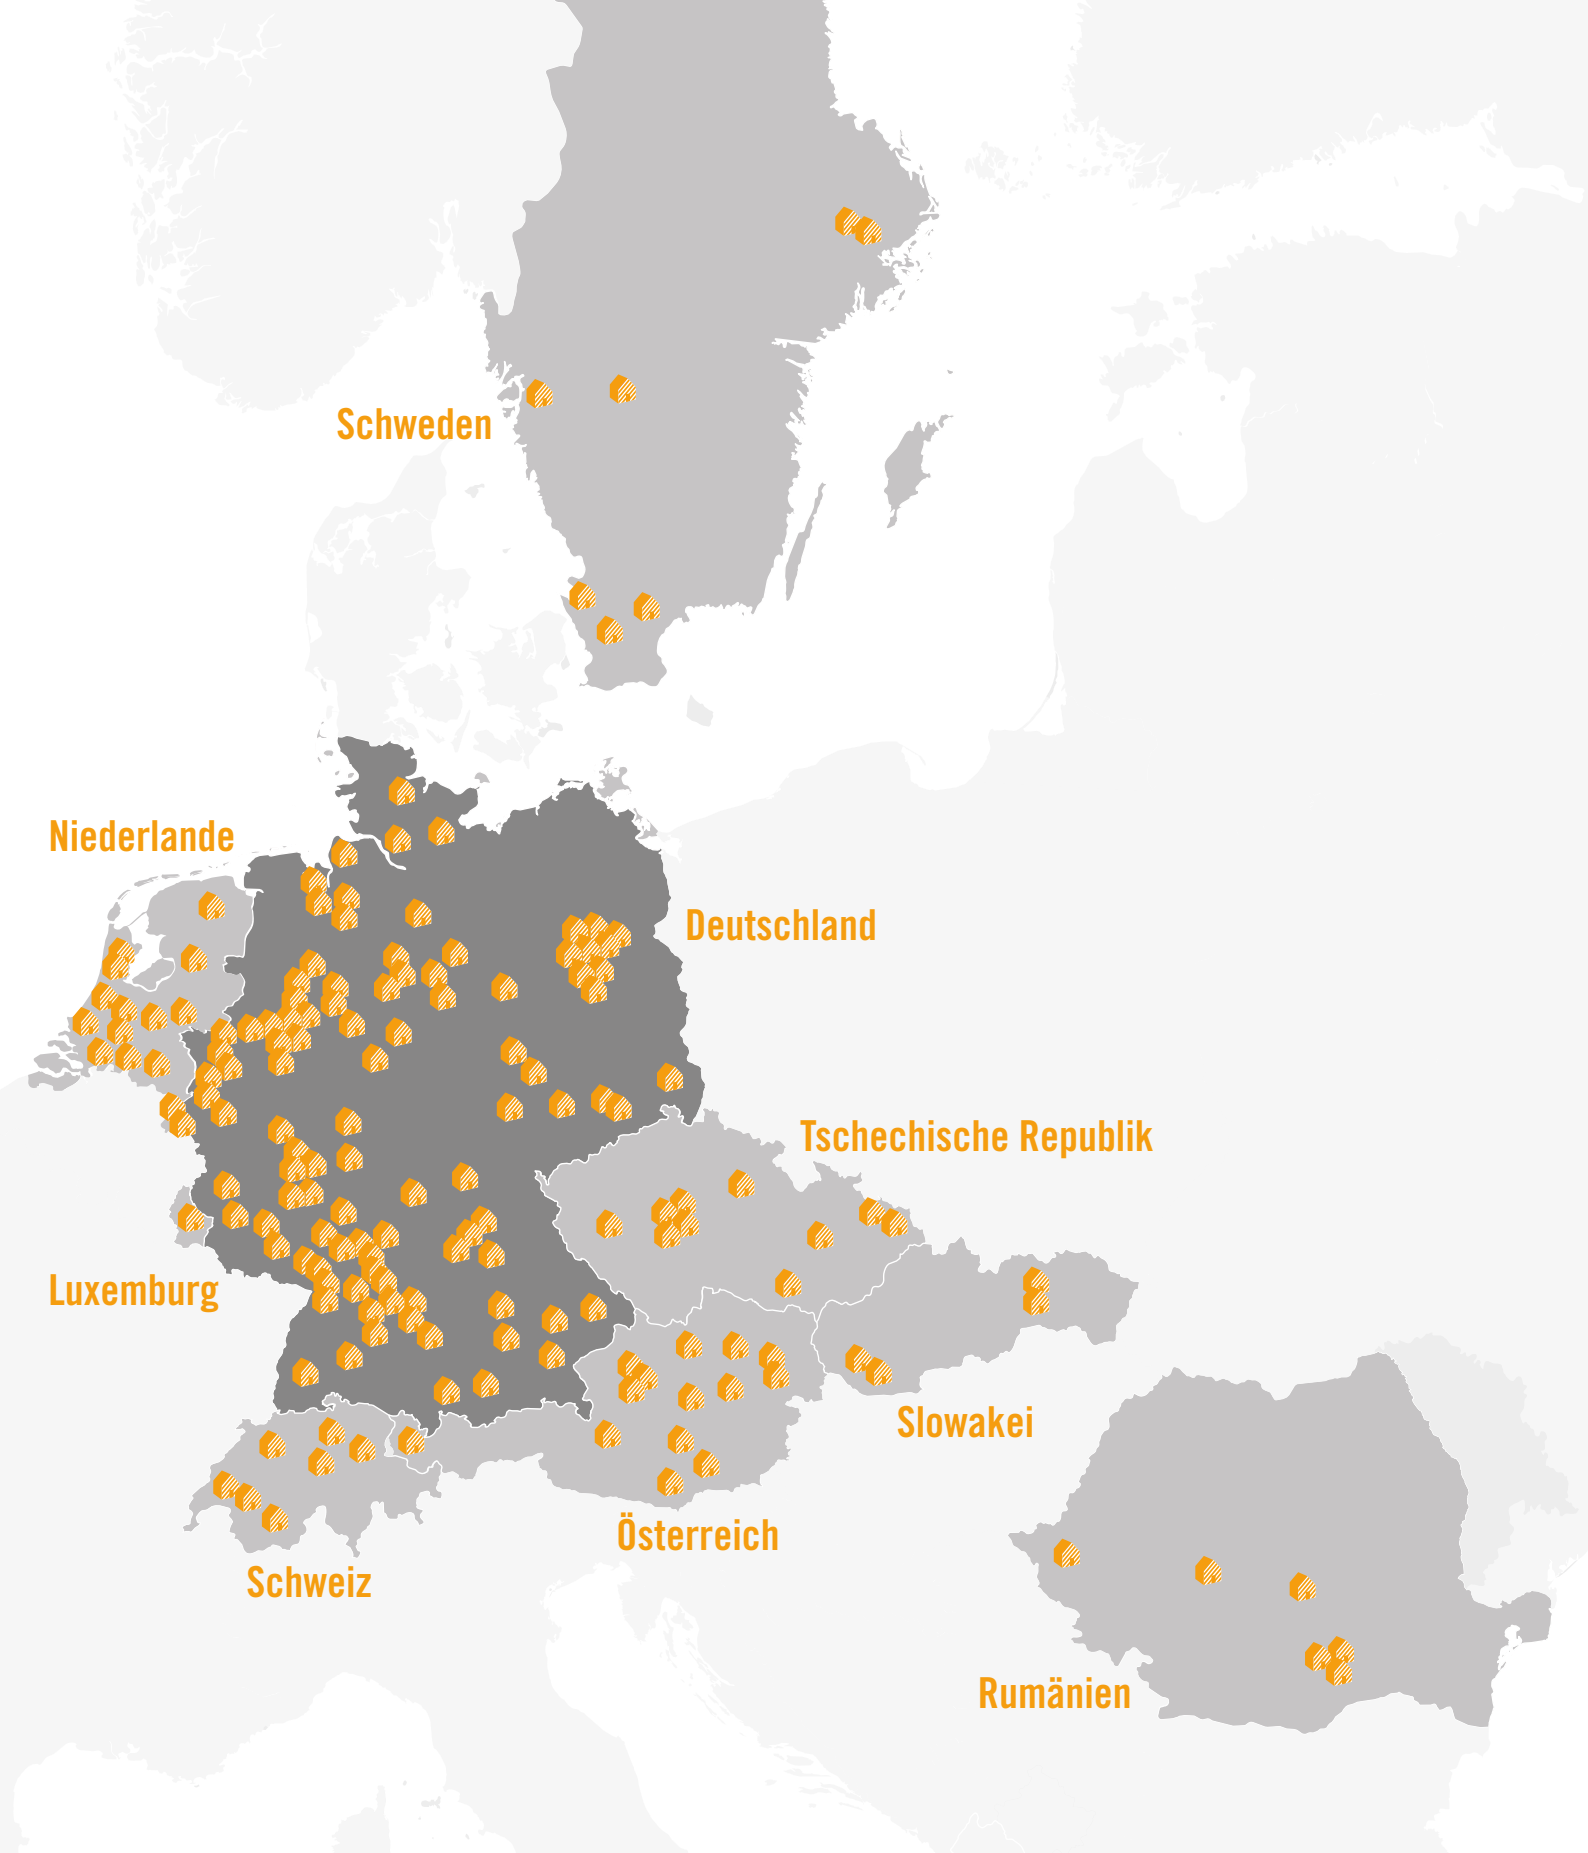 Schweden
Niederlande
Deutschland
Tschechische Republik
Luxemburg
Slowakei
Österreich
Schweiz
Rumänien